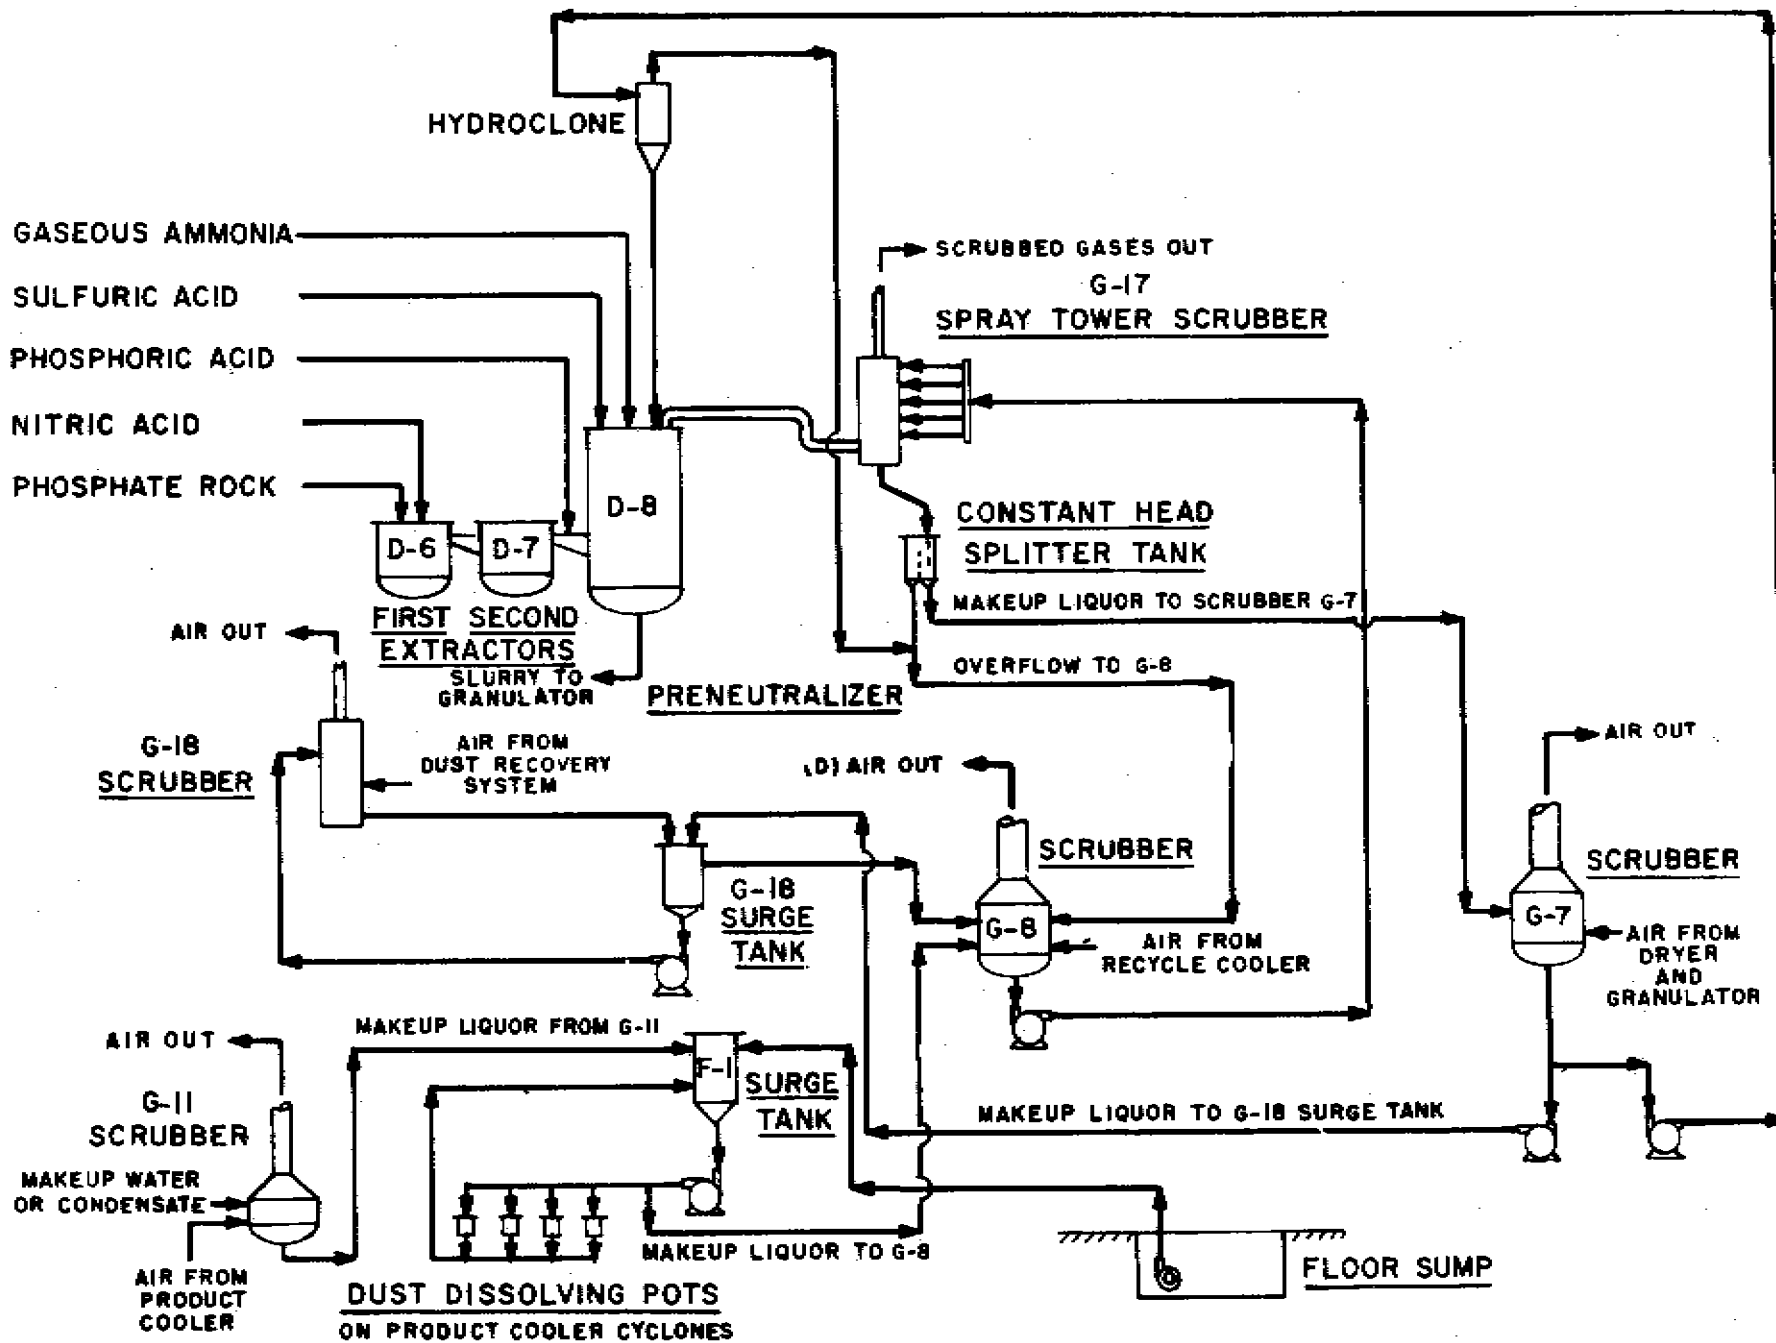 HYDROCLONE
GASEOUS AMMONIA
SULFURIC ACID
PHOSPHORIC ACID
NITRIC ACID
PHOSPHATE ROCK
SCRUBBED GASES OUT
G-17
SPRAY TOWER SCRUBBER
D-6
D-7
D-8
CONSTANT HEAD
SPLITTER TANK
MAKEUP LIQUOR TO SCRUBBER G-7
OVERFLOW TO G-8
FIRST SECOND
EXTRACTORS
SLURRY TO
GRANULATOR
PRENEUTRALIZER
AIR OUT
G-18
SCRUBBER
AIR FROM
DUST RECOVERY
SYSTEM
(D) AIR OUT
AIR OUT
SCRUBBER
SCRUBBER
G-18
SURGE
TANK
G-8
AIR FROM
RECYCLE COOLER
G-7
AIR FROM
DRYER
AND
GRANULATOR
MAKEUP LIQUOR FROM G-11
AIR OUT
G-11
SCRUBBER
F-1
SURGE
TANK
MAKEUP LIQUOR TO G-18 SURGE TANK
MAKEUP WATER
OR CONDENSATE
AIR FROM
PRODUCT
COOLER
MAKEUP LIQUOR TO G-8
DUST DISSOLVING POTS
ON PRODUCT COOLER CYCLONES
FLOOR SUMP